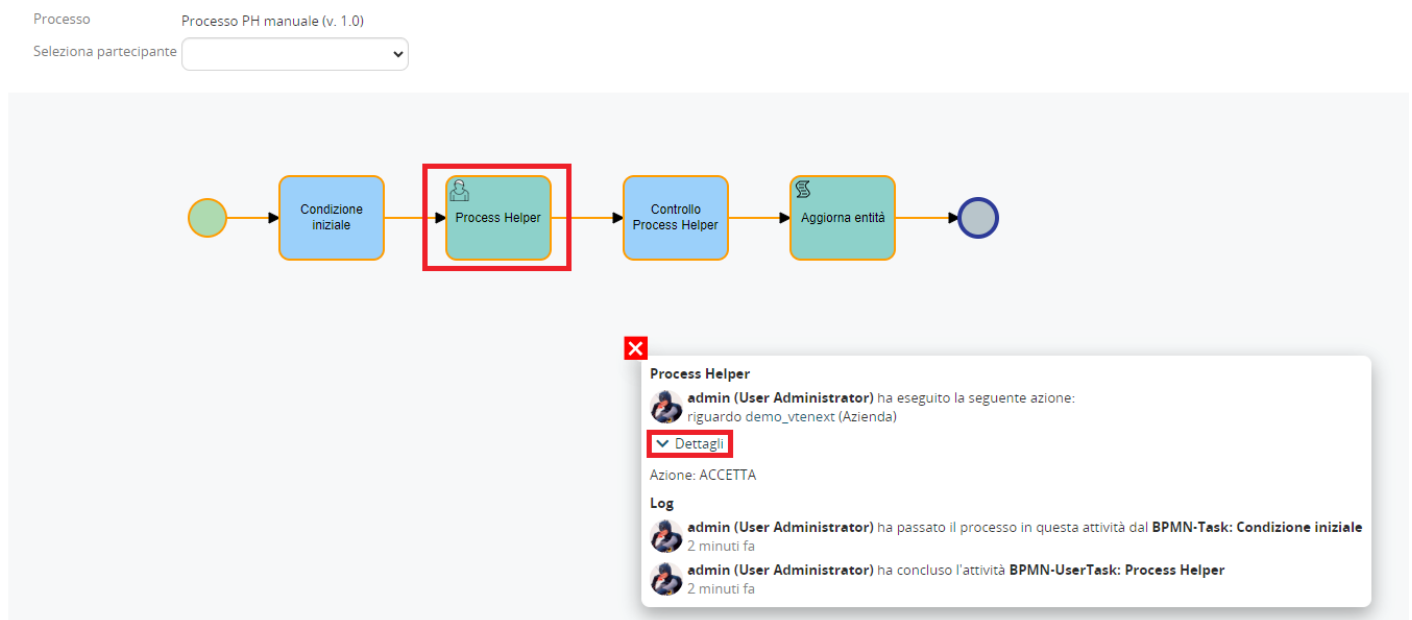 Processo Processo PH manuale (v. 1.0)
Seleziona partecipante
Condizione
iniziale
Process Helper
Controllo
Process Helper
Aggiorna entità
Process Helper
admin (User Administrator) ha eseguito la seguente azione:
riguardo demo_vtenext (Azienda)
Dettagli
Azione: ACCETTA
Log
admin (User Administrator) ha passato il processo in questa attività dal BPMN-Task: Condizione iniziale
2 minuti fa
admin (User Administrator) ha concluso l'attività BPMN-UserTask: Process Helper
2 minuti fa